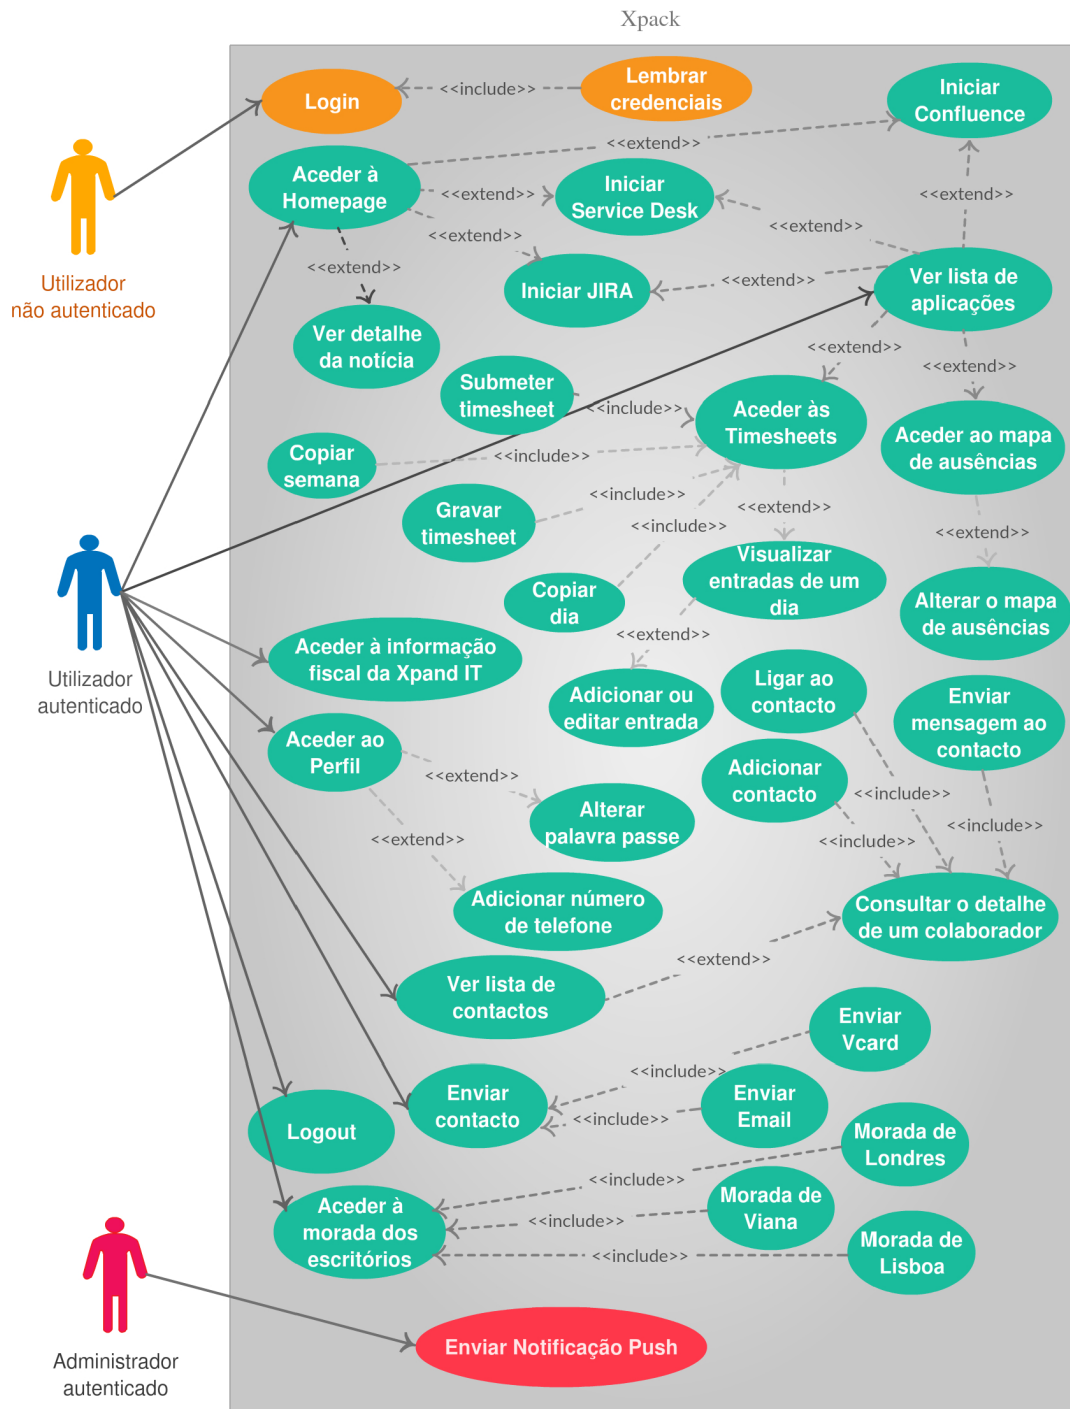 Xpack
Login
<<include>>
Lembrar
credenciais
Iniciar
Confluence
<<extend>>
Aceder à
Homepage
<<extend>>
Iniciar
Service Desk
<<extend>>
<<extend>>
<<extend>>
<<extend>>
Iniciar JIRA
<<extend>>
Ver lista de
aplicações
Utilizador
não autenticado
Ver detalhe
da notícia
<<extend>>
<<extend>>
Submeter
timesheet
<<include>>
Aceder às
Timesheets
Aceder ao mapa
de ausências
Copiar
semana
<<include>>
Gravar
timesheet
<<include>>
<<include>>
<<extend>>
<<extend>>
Visualizar
entradas de um
dia
Copiar
dia
Alterar o mapa
de ausências
<<extend>>
Aceder à informação
fiscal da Xpand IT
Utilizador
autenticado
Adicionar ou
editar entrada
Ligar ao
contacto
Enviar
mensagem ao
contacto
Aceder ao
Perfil
<<extend>>
Adicionar
contacto
<<include>>
<<include>>
<<include>>
Alterar
palavra passe
<<extend>>
Adicionar número
de telefone
Consultar o detalhe
de um colaborador
<<extend>>
Ver lista de
contactos
Enviar
Vcard
<<include>>
Enviar
contacto
<<include>>
Enviar
Email
Logout
Morada de
Londres
<<include>>
Aceder à
morada dos
escritórios
<<include>>
Morada de
Viana
<<include>>
Morada de
Lisboa
Enviar Notificação Push
Administrador
autenticado